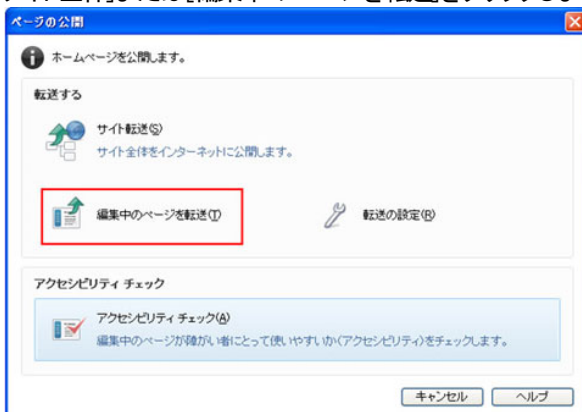 ページの公開
ホームページを公開します。
転送する
サイト転送(S)
サイト全体をインターネットに公開します。
編集中のページを転送(T)
転送の設定(R)
アクセシビリティ チェック
アクセシビリティ チェック(A)
編集中のページが障がい者にとって使いやすいか(アクセシビリティ)をチェックします。
キャンセル
ヘルプ